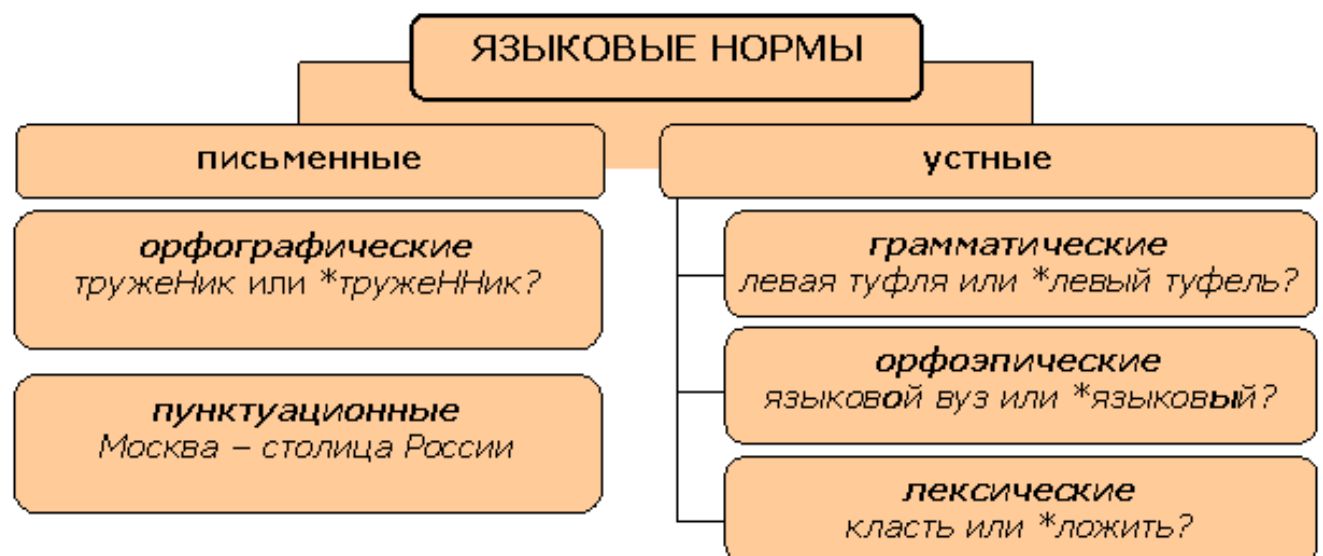 ЯЗЫКОВЫЕ НОРМЫ
письменные
орфографические
тружеНик или *тружеННик?
пунктуационные
Москва – столица России
устные
грамматические
левая туфля или *левый туфель?
орфоэпические
языковой вуз или *языковый?
лексические
класть или *ложить?